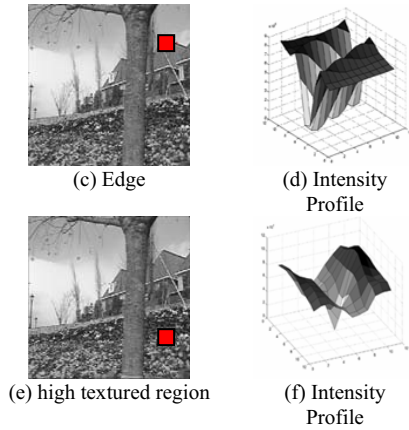 (c) Edge
(d) Intensity
Profile
(e) high textured region
(f) Intensity
Profile